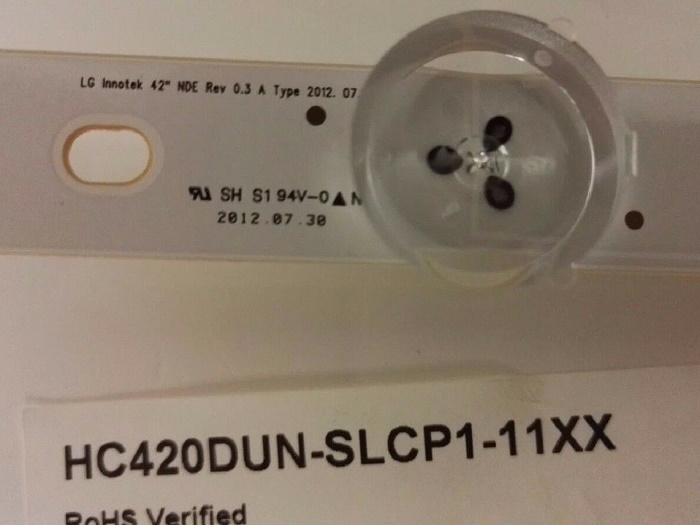 LG Innotek 42" NDE Rev 0.3 A Type 2012. 07
SH S1 94V-0▲N
2012.07.30
HC420DUN-SLCP1-11XX
RoHS Verified